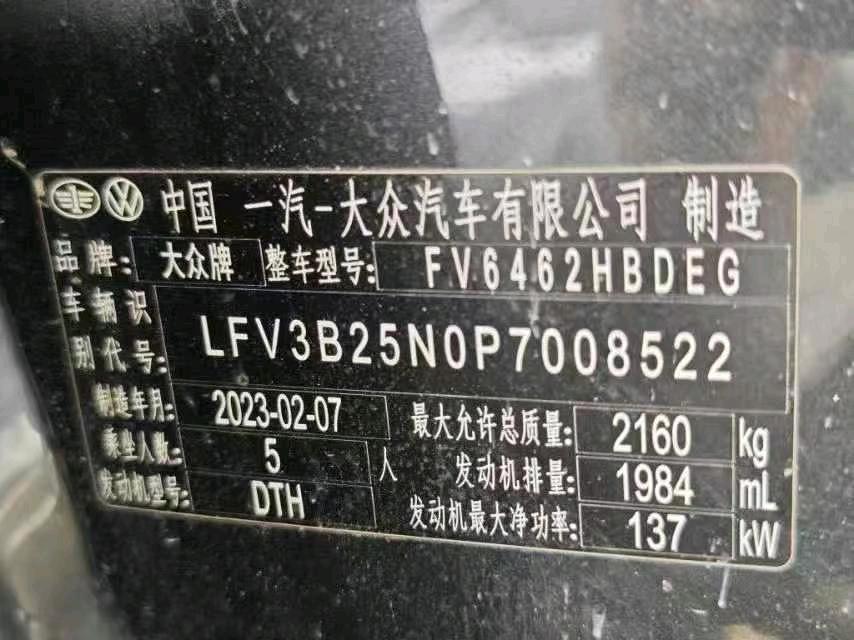 中国 一汽-大众汽车有限公司 制造
品牌: 大众牌 整车型号: FV6462HBDEG
车辆识别代号: LFV3B25N0P7008522
制造年月: 2023-02-07 最大允许总质量: 2160 kg
乘坐人数: 5 人 发动机排量: 1984 mL
发动机型号: DTH 发动机最大净功率: 137 kW